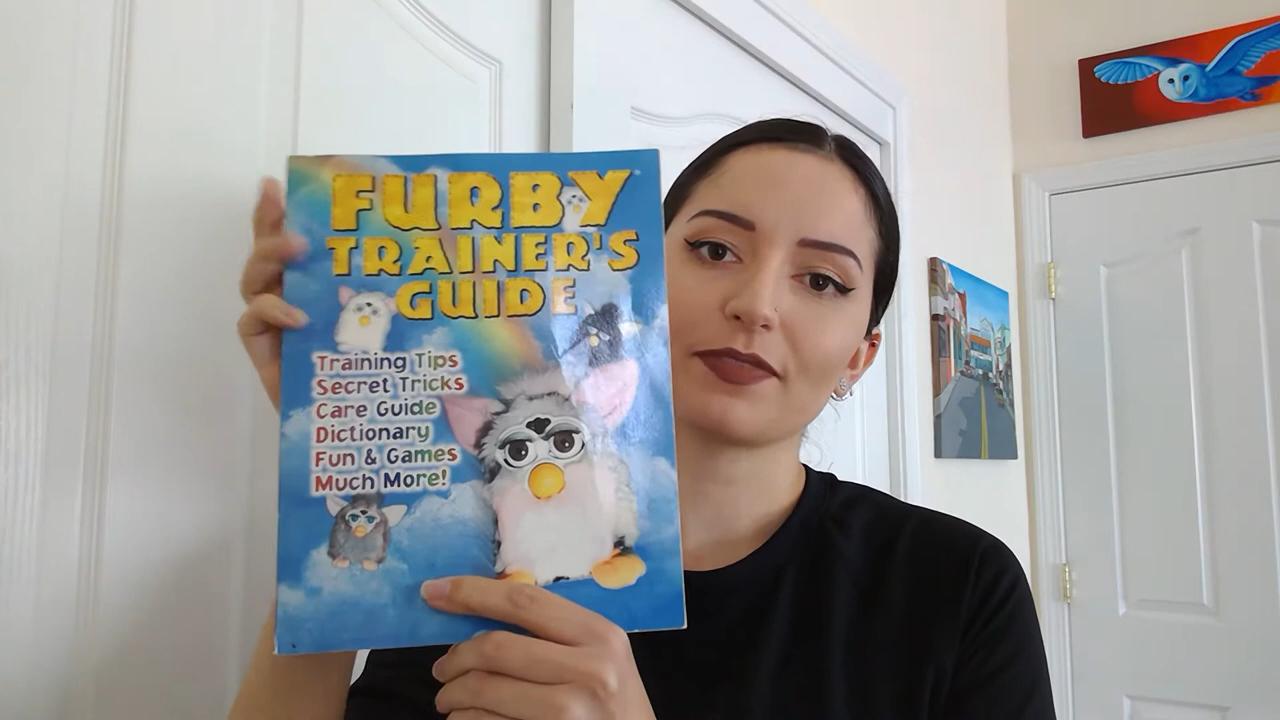 FURBY
TRAINER'S
GUIDE
Training Tips
Secret Tricks
Care Guide
Dictionary
Fun & Games
Much More!